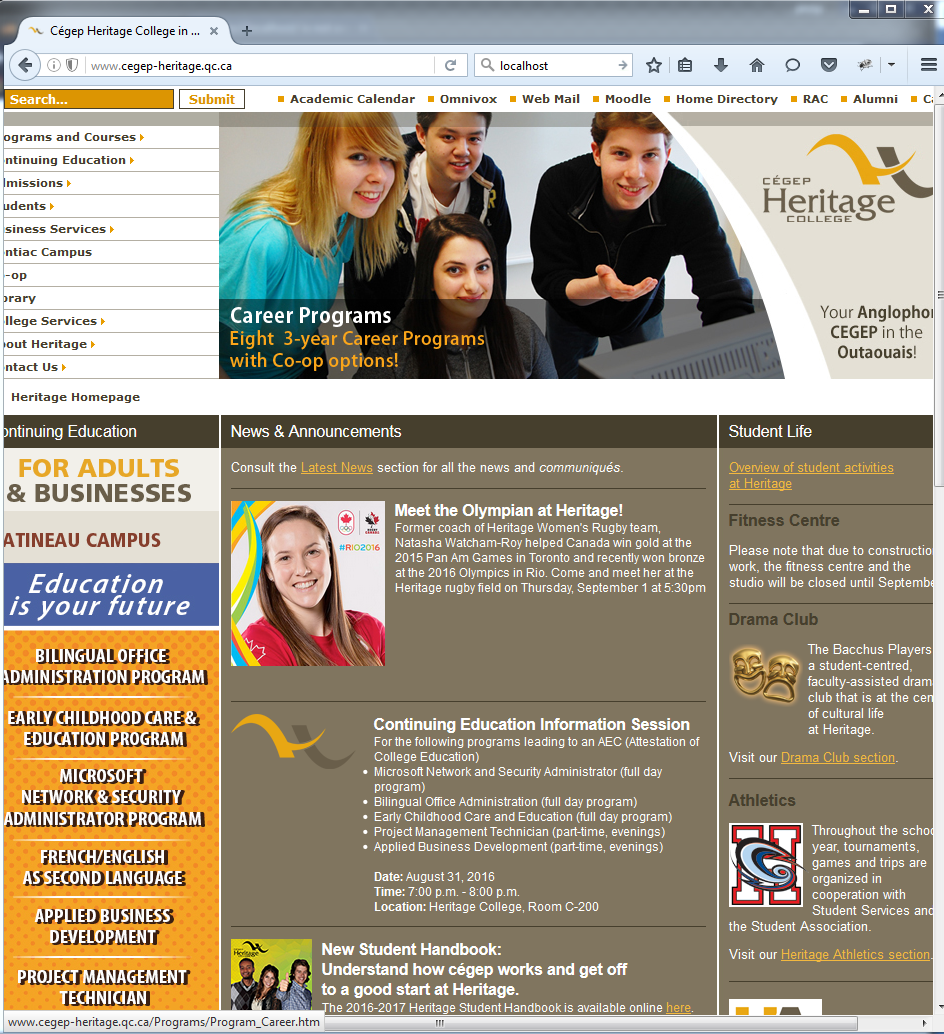 Cégep Heritage College in ...
www.cegep-heritage.qc.ca
localhost
Search...
Submit
Academic Calendar
Omnivox
Web Mail
Moodle
Home Directory
RAC
Alumni
ograms and Courses
ntinuing Education
missions
udents
siness Services
ntiac Campus
-op
brary
llege Services
out Heritage
ntact Us
Career Programs
Eight 3-year Career Programs
with Co-op options!
CÉGEP
Heritage
COLLEGE
Your Anglophon
CEGEP in the
Outaouais!
Heritage Homepage
ontinuing Education
FOR ADULTS
& BUSINESSES
ATINEAU CAMPUS
Education
is your future
BILINGUAL OFFICE
ADMINISTRATION PROGRAM
EARLY CHILDHOOD CARE &
EDUCATION PROGRAM
MICROSOFT
NETWORK & SECURITY
ADMINISTRATOR PROGRAM
FRENCH/ENGLISH
AS SECOND LANGUAGE
APPLIED BUSINESS
DEVELOPMENT
PROJECT MANAGEMENT
TECHNICIAN
News & Announcements
Consult the Latest News section for all the news and communiqués.
#RIO2016
Meet the Olympian at Heritage!
Former coach of Heritage Women's Rugby team,
Natasha Watcham-Roy helped Canada win gold at the
2015 Pan Am Games in Toronto and recently won bronze
at the 2016 Olympics in Rio. Come and meet her at the
Heritage rugby field on Thursday, September 1 at 5:30pm
Continuing Education Information Session
For the following programs leading to an AEC (Attestation of
College Education)
• Microsoft Network and Security Administrator (full day
program)
• Bilingual Office Administration (full day program)
• Early Childhood Care and Education (full day program)
• Project Management Technician (part-time, evenings)
• Applied Business Development (part-time, evenings)
Date: August 31, 2016
Time: 7:00 p.m. - 8:00 p.m.
Location: Heritage College, Room C-200
Heritage
New Student Handbook:
Understand how cégep works and get off
to a good start at Heritage.
The 2016-2017 Heritage Student Handbook is available online here.
Student Life
Overview of student activities
at Heritage
Fitness Centre
Please note that due to constructio
work, the fitness centre and the
studio will be closed until Septembe
Drama Club
The Bacchus Players
a student-centred,
faculty-assisted dram
club that is at the cen
of cultural life
at Heritage.
Visit our Drama Club section.
Athletics
H
Throughout the schoo
year, tournaments,
games and trips are
organized in
cooperation with
Student Services and
the Student Association.
Visit our Heritage Athletics section.
www.cegep-heritage.qc.ca/Programs/Program_Career.htm